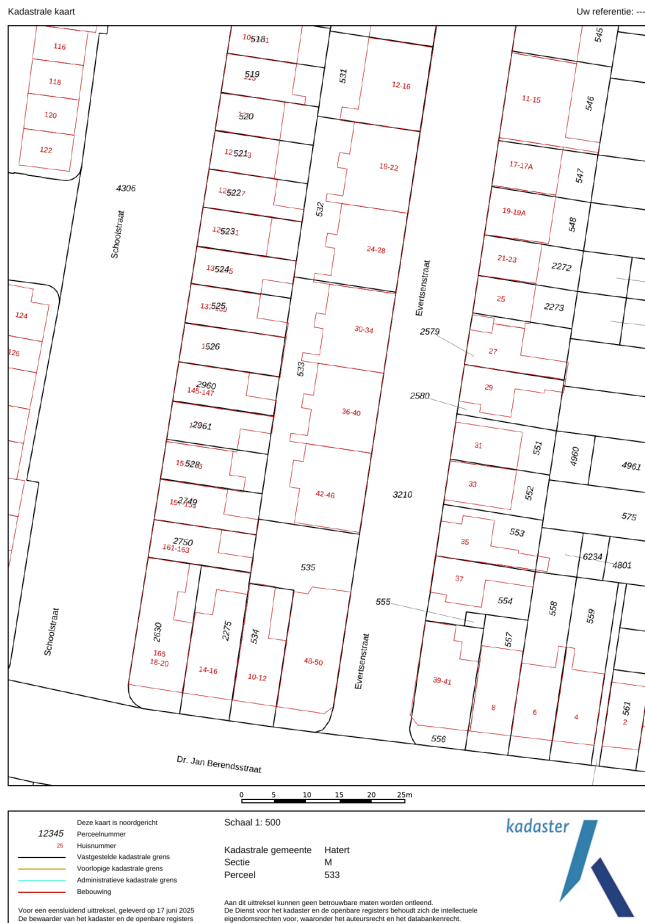 Kadastrale kaart
Uw referentie: ---
116
118
120
122
4306
Schoolstraat
124
126
Schoolstraat
518
519
520
521
522
523
524
525
526
2960
145-147
2961
528
2749
2750
161-163
531
532
533
12-16
18-22
24-28
30-34
36-40
42-46
535
2630
165
18-20
14-16
2275
534
10-12
48-50
Evertsenstraat
Evertsenstraat
3210
2579
2580
555
545
546
11-15
17-17A
547
19-19A
548
21-23
2272
25
2273
27
29
31
551
4960
4961
33
552
575
35
553
6234
4801
37
554
558
559
557
39-41
8
6
4
561
2
556
Dr. Jan Berendsstraat
0 5 10 15 20 25m
Deze kaart is noordgericht
12345 Perceelnummer
25 Huisnummer
Vastgestelde kadastrale grens
Voorlopige kadastrale grens
Administratieve kadastrale grens
Bebouwing
Voor een eensluidend uittreksel, geleverd op 17 juni 2025
De bewaarder van het kadaster en de openbare registers
Schaal 1: 500
Kadastrale gemeente Hatert
Sectie M
Perceel 533
Aan dit uittreksel kunnen geen betrouwbare maten worden ontleend.
De Dienst voor het kadaster en de openbare registers behoudt zich de intellectuele
eigendomsrechten voor, waaronder het auteursrecht en het databankenrecht.
kadaster